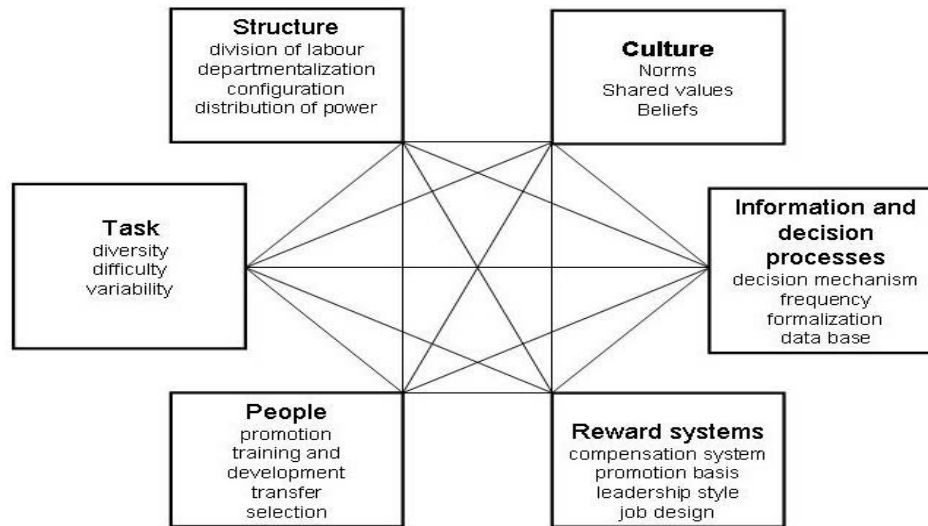 Structure
division of labour
departmentalization
configuration
distribution of power
Culture
Norms
Shared values
Beliefs
Task
diversity
difficulty
variability
Information and
decision
processes
decision mechanism
frequency
formalization
data base
People
promotion
training and
development
transfer
selection
Reward systems
compensation system
promotion basis
leadership style
job design